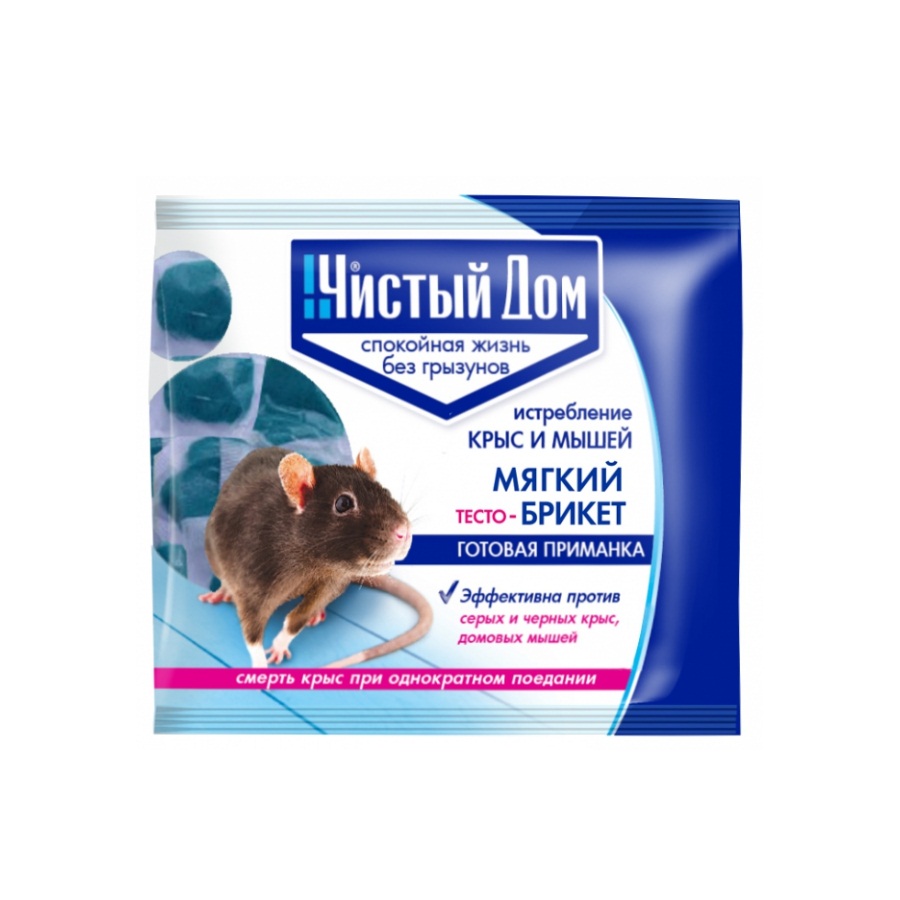 Чистый Дом®
спокойная жизнь
без грызунов
истребление
КРЫС И МЫШЕЙ
МЯГКИЙ
ТЕСТО-БРИКЕТ
ГОТОВАЯ ПРИМАНКА
Эффективна против
серых и черных крыс,
домовых мышей
смерть крыс при однократном поедании